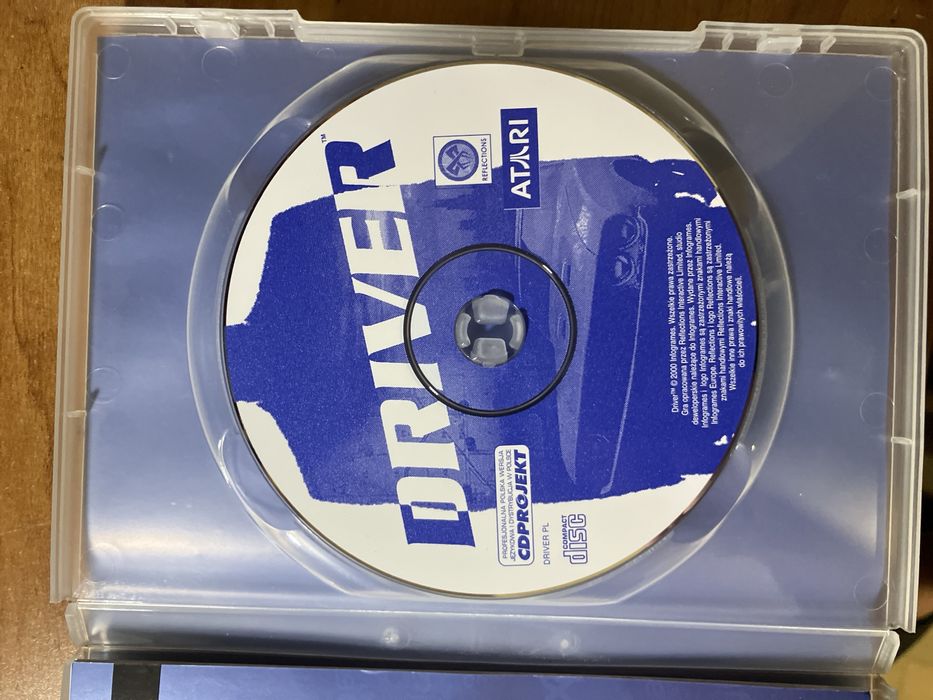 DRIVER™
REFLECTIONS
ATARI
PROFESJONALNA POLSKA WERSJA
JĘZYKOWA I DYSTRYBUCJA W POLSCE
CDPROJEKT
DRIVER PL
COMPACT
disc
Driver™ © 2000 Infogrames. Wszelkie prawa zastrzeżone.
Gra opracowana przez Reflections Interactive Limited, studio
deweloperskie należące do Infogrames. Wydane przez Infogrames.
Infogrames i logo Infogrames są zastrzeżonymi znakami handlowymi
Infogrames Europe. Reflections i logo Reflections są zastrzeżonymi
znakami handlowymi Reflections Interactive Limited.
Wszelkie inne prawa i znaki handlowe należą
do ich prawowitych właścicieli.